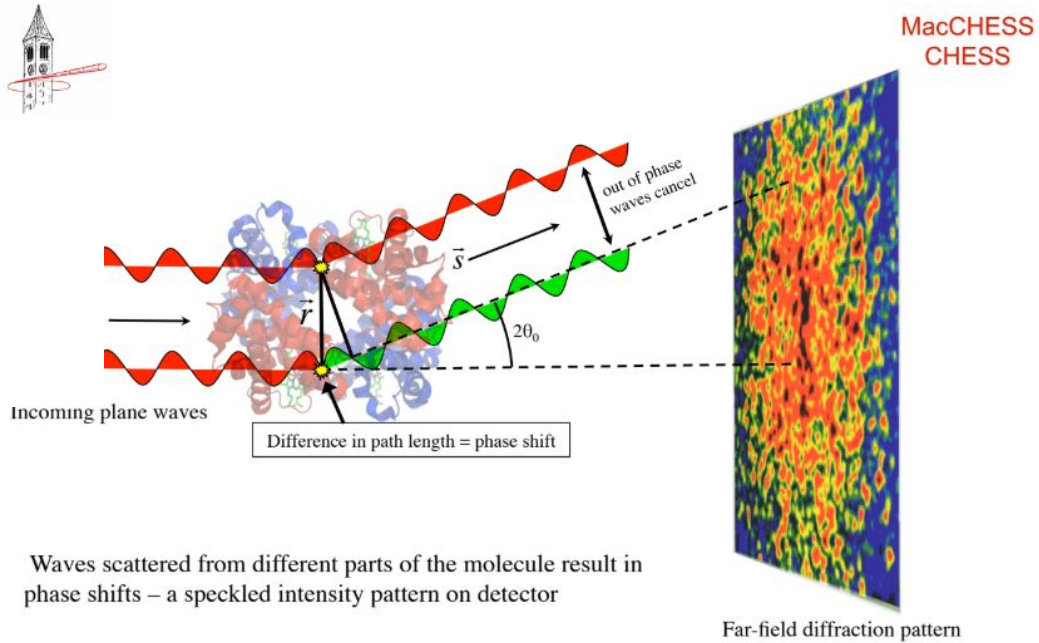 MacCHESS
CHESS
out of phase
waves cancel
s
r
2θ₀
Incoming plane waves
Difference in path length = phase shift
Waves scattered from different parts of the molecule result in
phase shifts – a speckled intensity pattern on detector
Far-field diffraction pattern